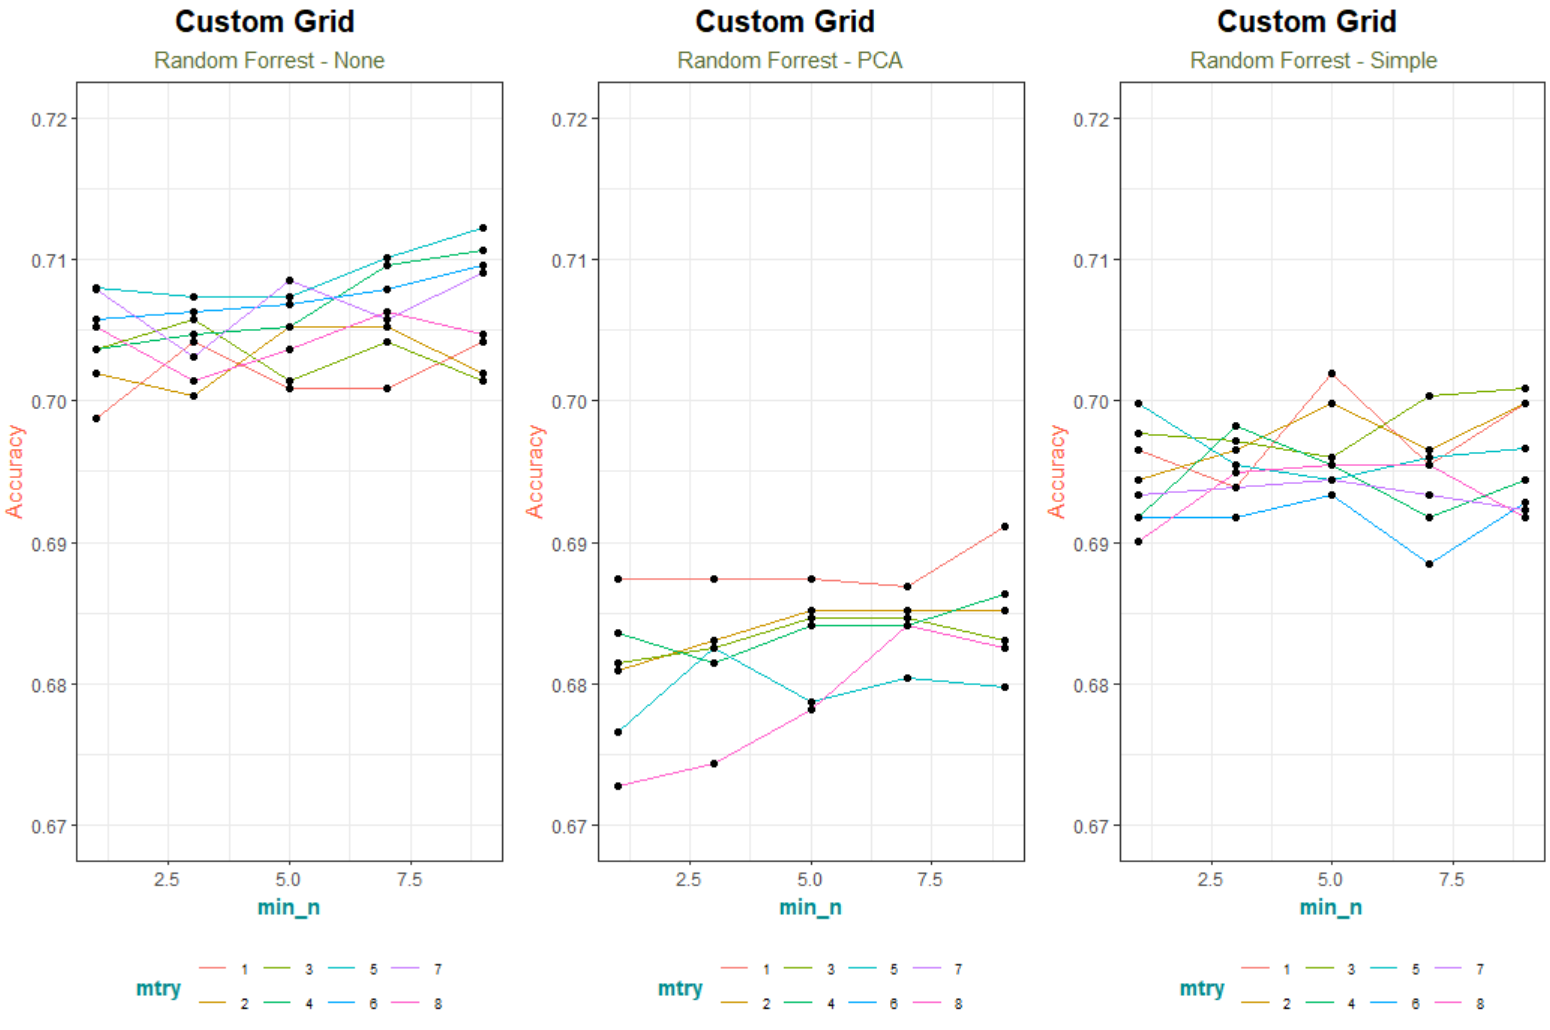 Custom Grid
Random Forrest - None
0.72
0.71
0.70
0.69
0.68
0.67
Accuracy
2.5 5.0 7.5
min_n
mtry
1 3 5 7
2 4 6 8
Custom Grid
Random Forrest - PCA
0.72
0.71
0.70
0.69
0.68
0.67
Accuracy
2.5 5.0 7.5
min_n
mtry
1 3 5 7
2 4 6 8
Custom Grid
Random Forrest - Simple
0.72
0.71
0.70
0.69
0.68
0.67
Accuracy
2.5 5.0 7.5
min_n
mtry
1 3 5 7
2 4 6 8